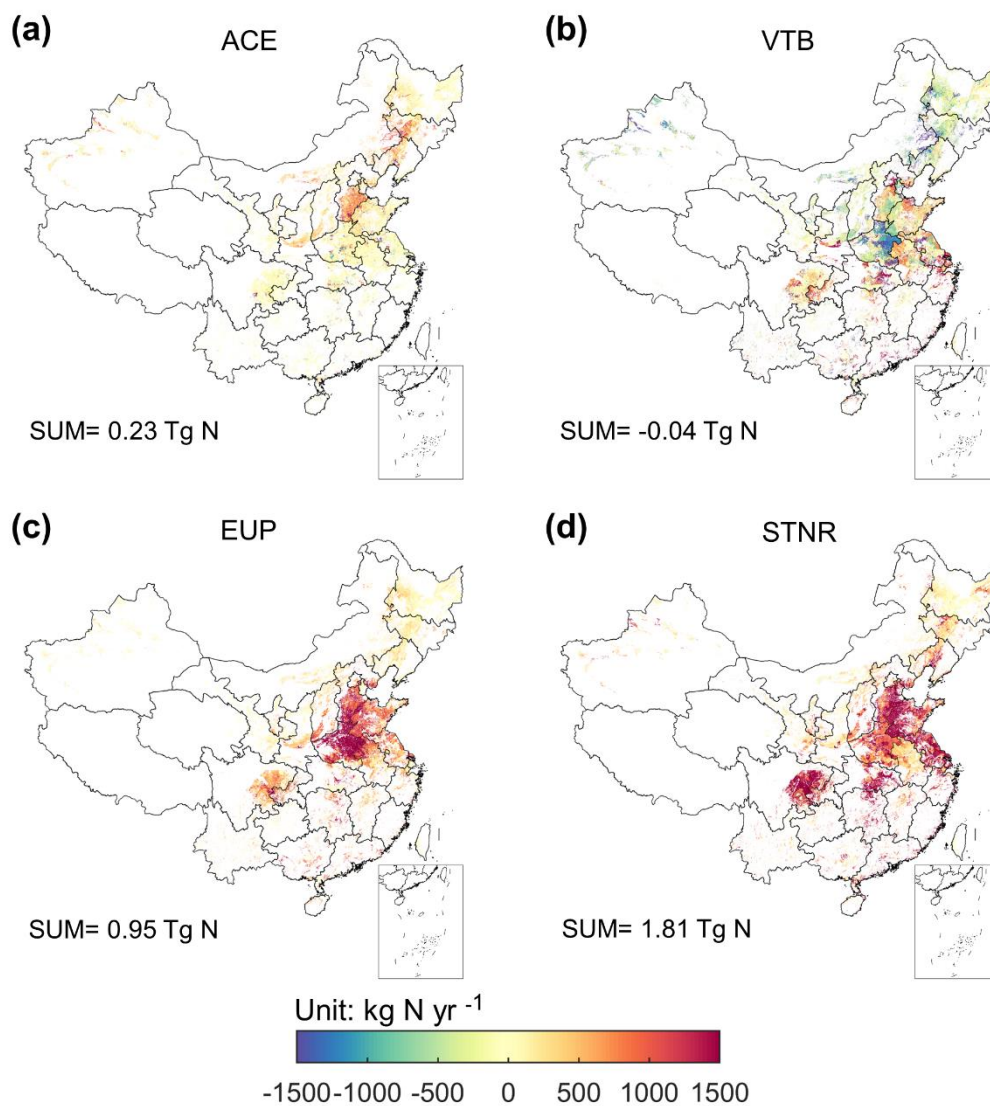 (a)
ACE
(b)
VTB
SUM= 0.23 Tg N
SUM= -0.04 Tg N
(c)
EUP
(d)
STNR
SUM= 0.95 Tg N
SUM= 1.81 Tg N
Unit: kg N yr -1
-1500 -1000 -500 0 500 1000 1500